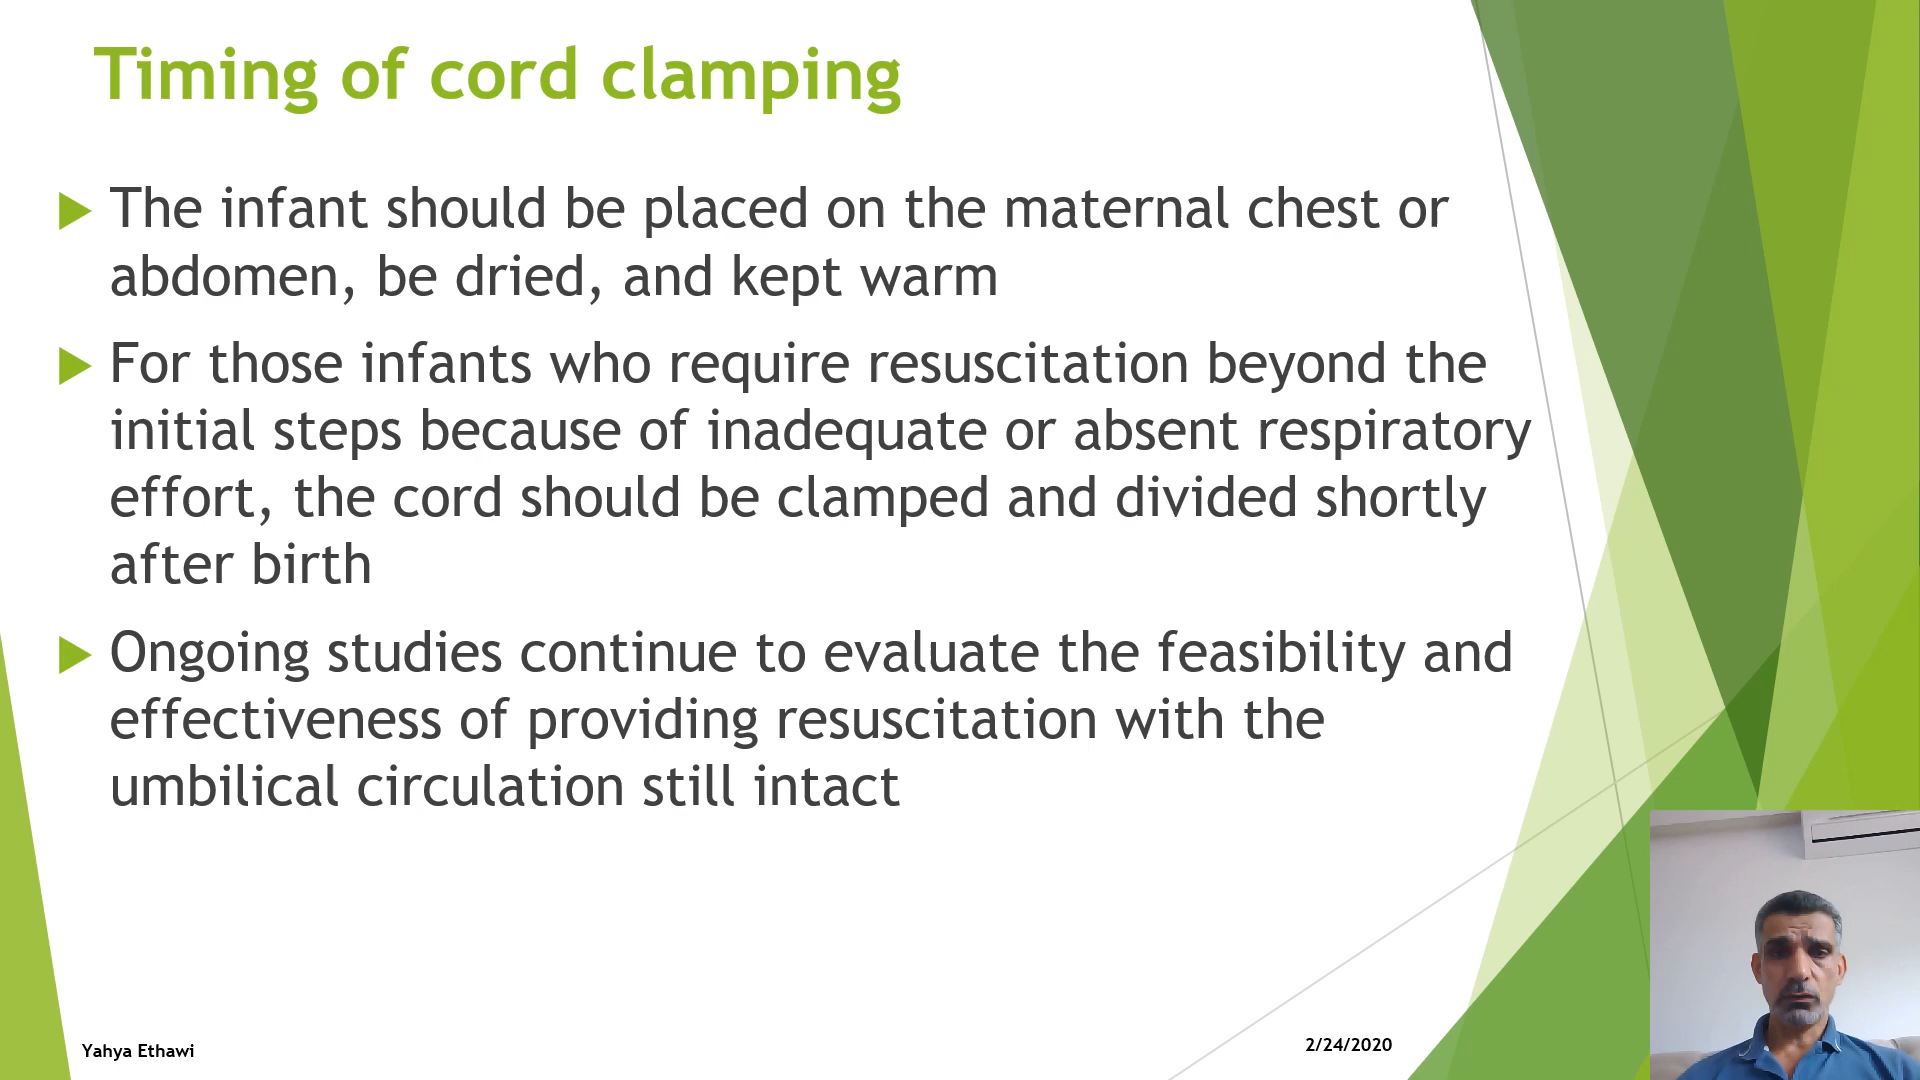 Timing of cord clamping
The infant should be placed on the maternal chest or
abdomen, be dried, and kept warm
For those infants who require resuscitation beyond the
initial steps because of inadequate or absent respiratory
effort, the cord should be clamped and divided shortly
after birth
Ongoing studies continue to evaluate the feasibility and
effectiveness of providing resuscitation with the
umbilical circulation still intact
Yahya Ethawi
2/24/2020